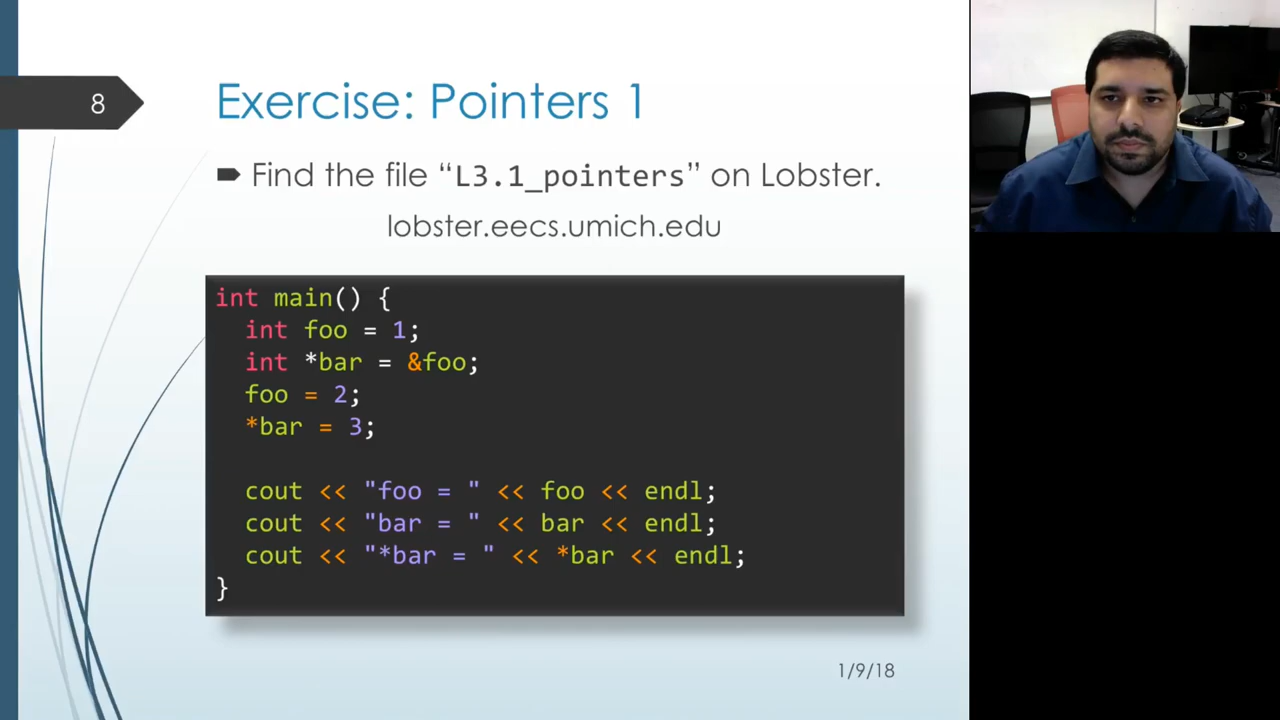 8
Exercise: Pointers 1
Find the file “L3.1_pointers” on Lobster.
lobster.eecs.umich.edu
int main() {
  int foo = 1;
  int *bar = &foo;
  foo = 2;
  *bar = 3;
  cout << "foo = " << foo << endl;
  cout << "bar = " << bar << endl;
  cout << "*bar = " << *bar << endl;
}
1/9/18